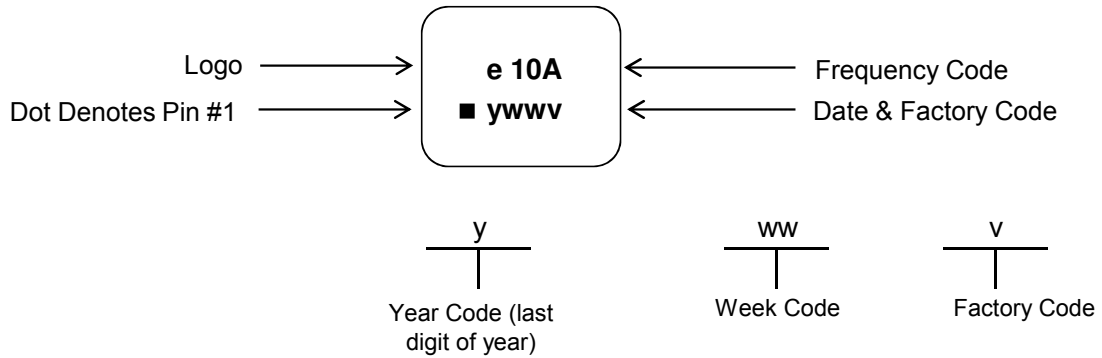 Logo
e 10A
Frequency Code
Dot Denotes Pin #1
■ ywwv
Date & Factory Code
y
ww
v
Year Code (last
digit of year)
Week Code
Factory Code